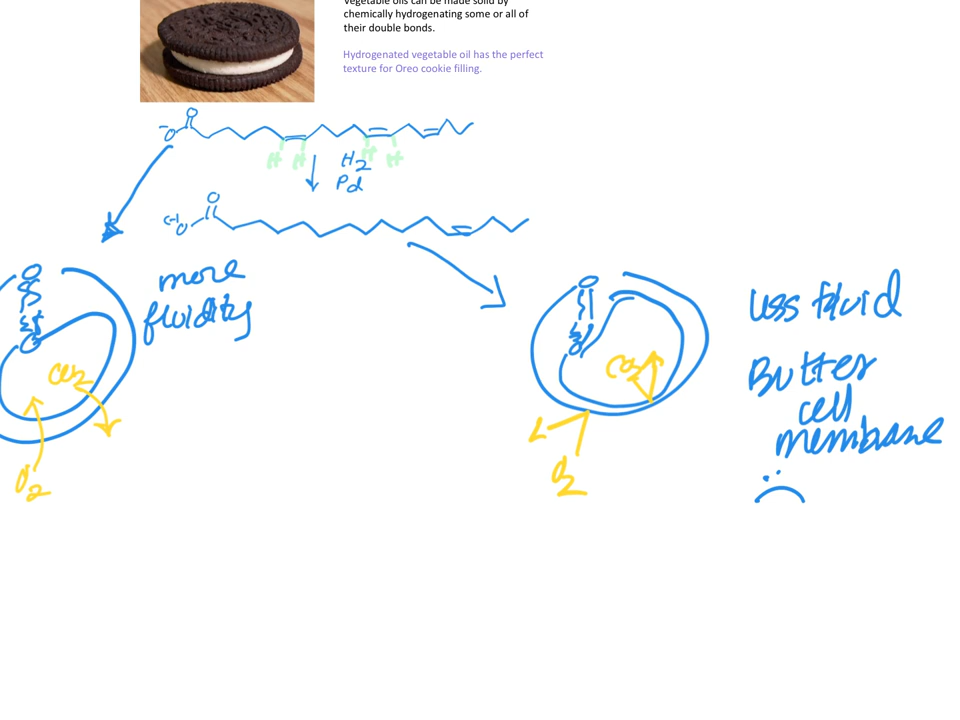 Vegetable oils can be made solid by
chemically hydrogenating some or all of
their double bonds.
Hydrogenated vegetable oil has the perfect
texture for Oreo cookie filling.
O
-O
H H H H
H2
Pd
O
(-)O
more
fluidity
CO2
O2
CO2
O2
less fluid
Butter
cell
membrane